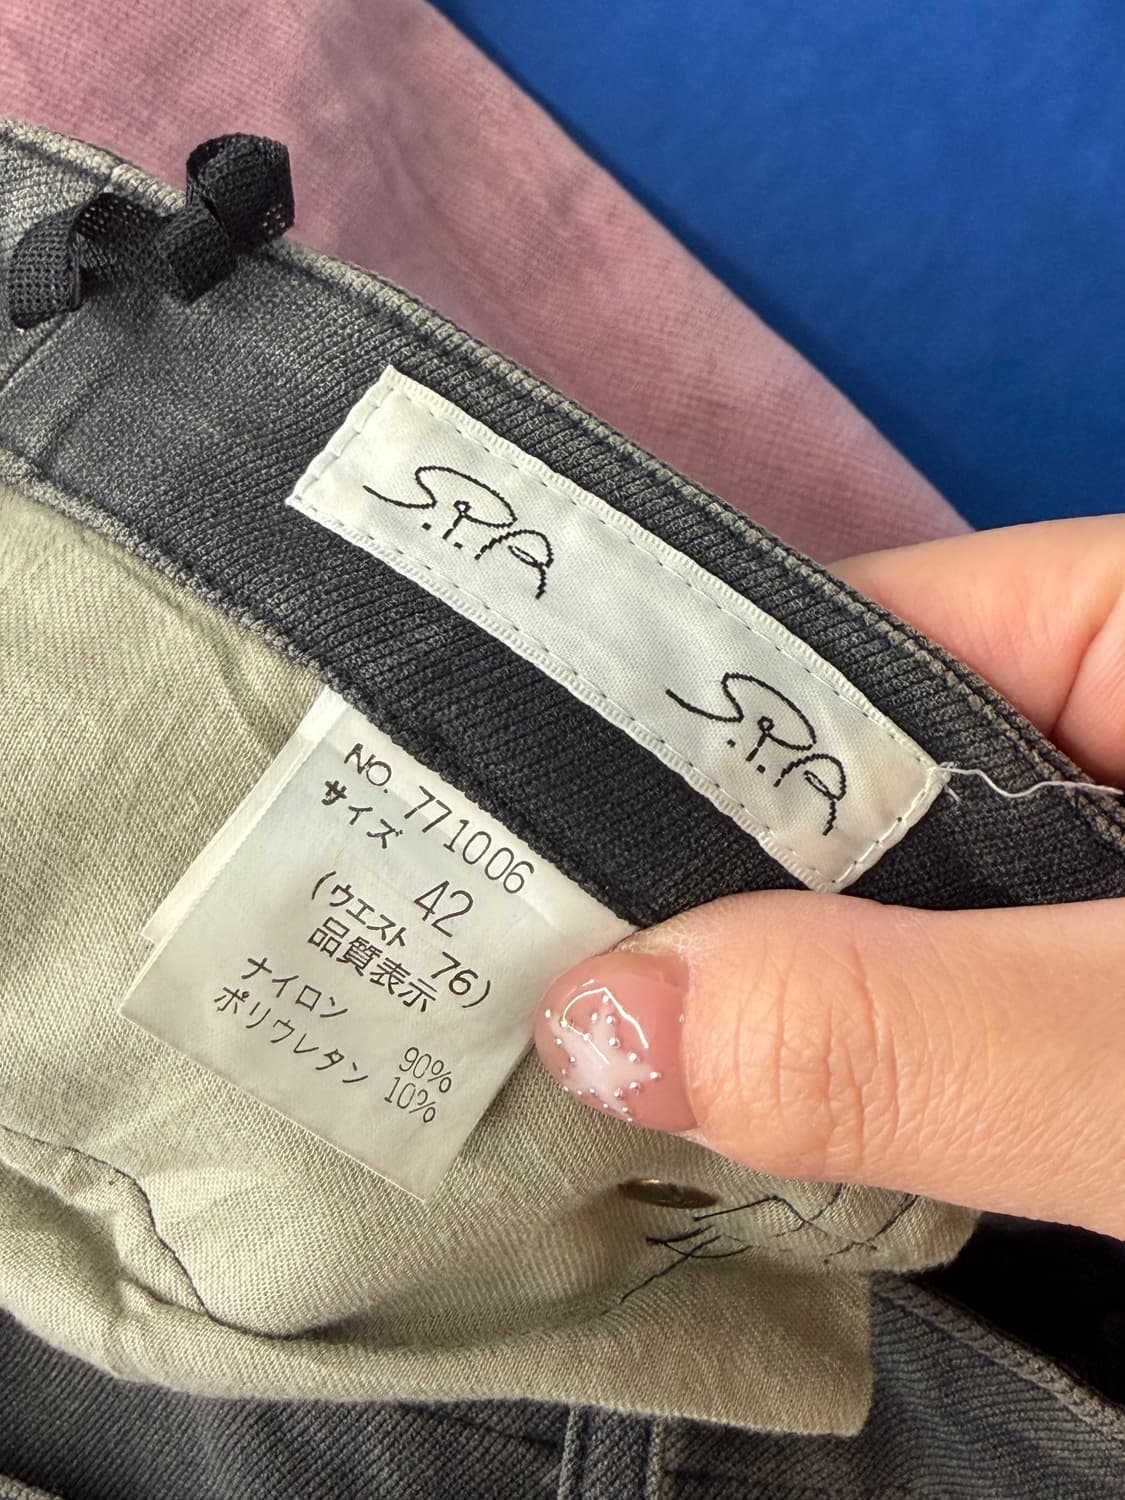 S.P.A
S.P.A
NO. 771006
サイズ 42
(ウエスト 76)
品質表示
ナイロン 90%
ポリウレタン 10%